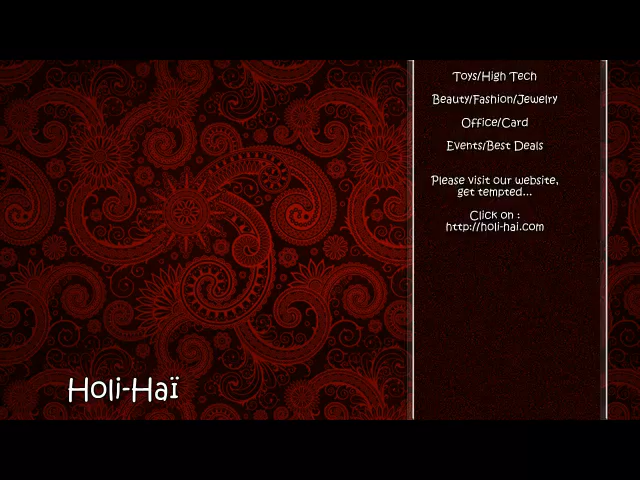 Toys/High Tech
Beauty/Fashion/Jewelry
Office/Card
Events/Best Deals
Please visit our website,
get tempted...
Click on :
http://holi-hai.com
Holi-Haï